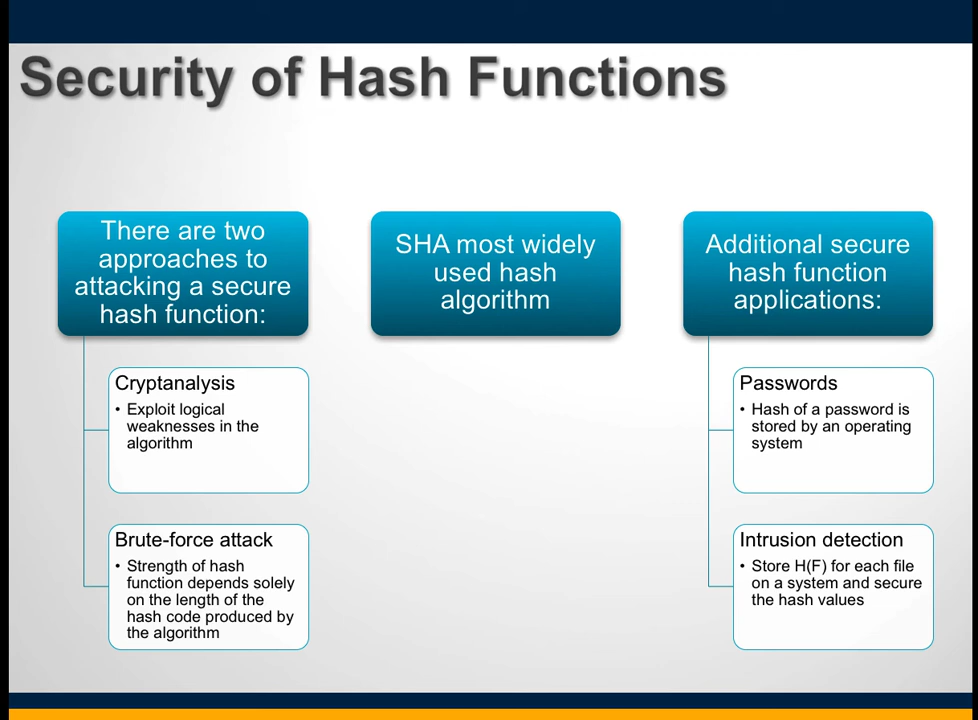 Security of Hash Functions
There are two
approaches to
attacking a secure
hash function:
Cryptanalysis
• Exploit logical
weaknesses in the
algorithm
Brute-force attack
• Strength of hash
function depends solely
on the length of the
hash code produced by
the algorithm
SHA most widely
used hash
algorithm
Additional secure
hash function
applications:
Passwords
• Hash of a password is
stored by an operating
system
Intrusion detection
• Store H(F) for each file
on a system and secure
the hash values